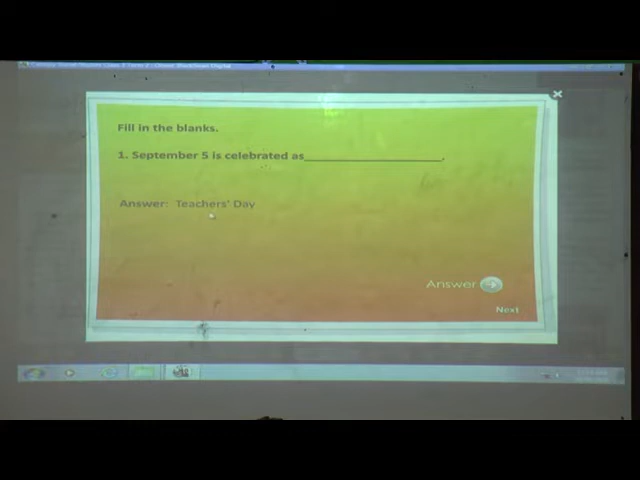 Fill in the blanks.
1. September 5 is celebrated as____________________.
Answer: Teachers' Day
Answer
Next